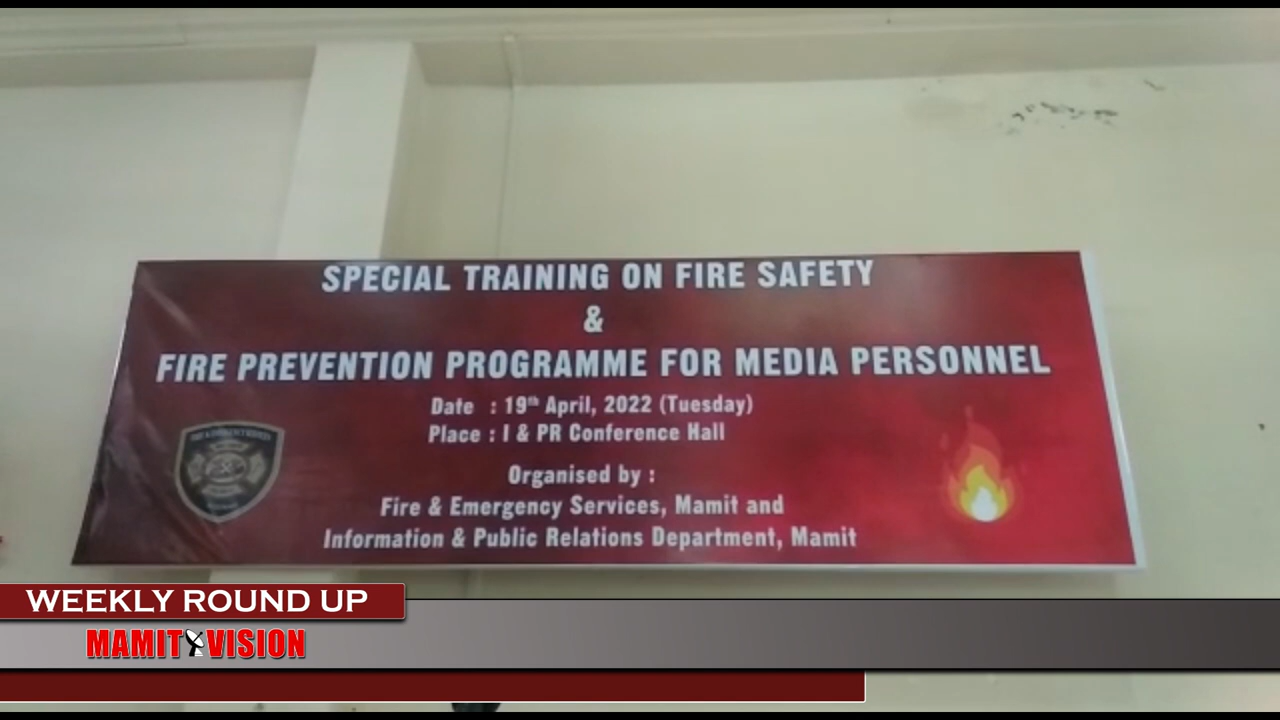 SPECIAL TRAINING ON FIRE SAFETY
&
FIRE PREVENTION PROGRAMME FOR MEDIA PERSONNEL
Date : 19th April, 2022 (Tuesday)
Place : I & PR Conference Hall
Organised by :
Fire & Emergency Services, Mamit and
Information & Public Relations Department, Mamit
WEEKLY ROUND UP
MAMIT VISION